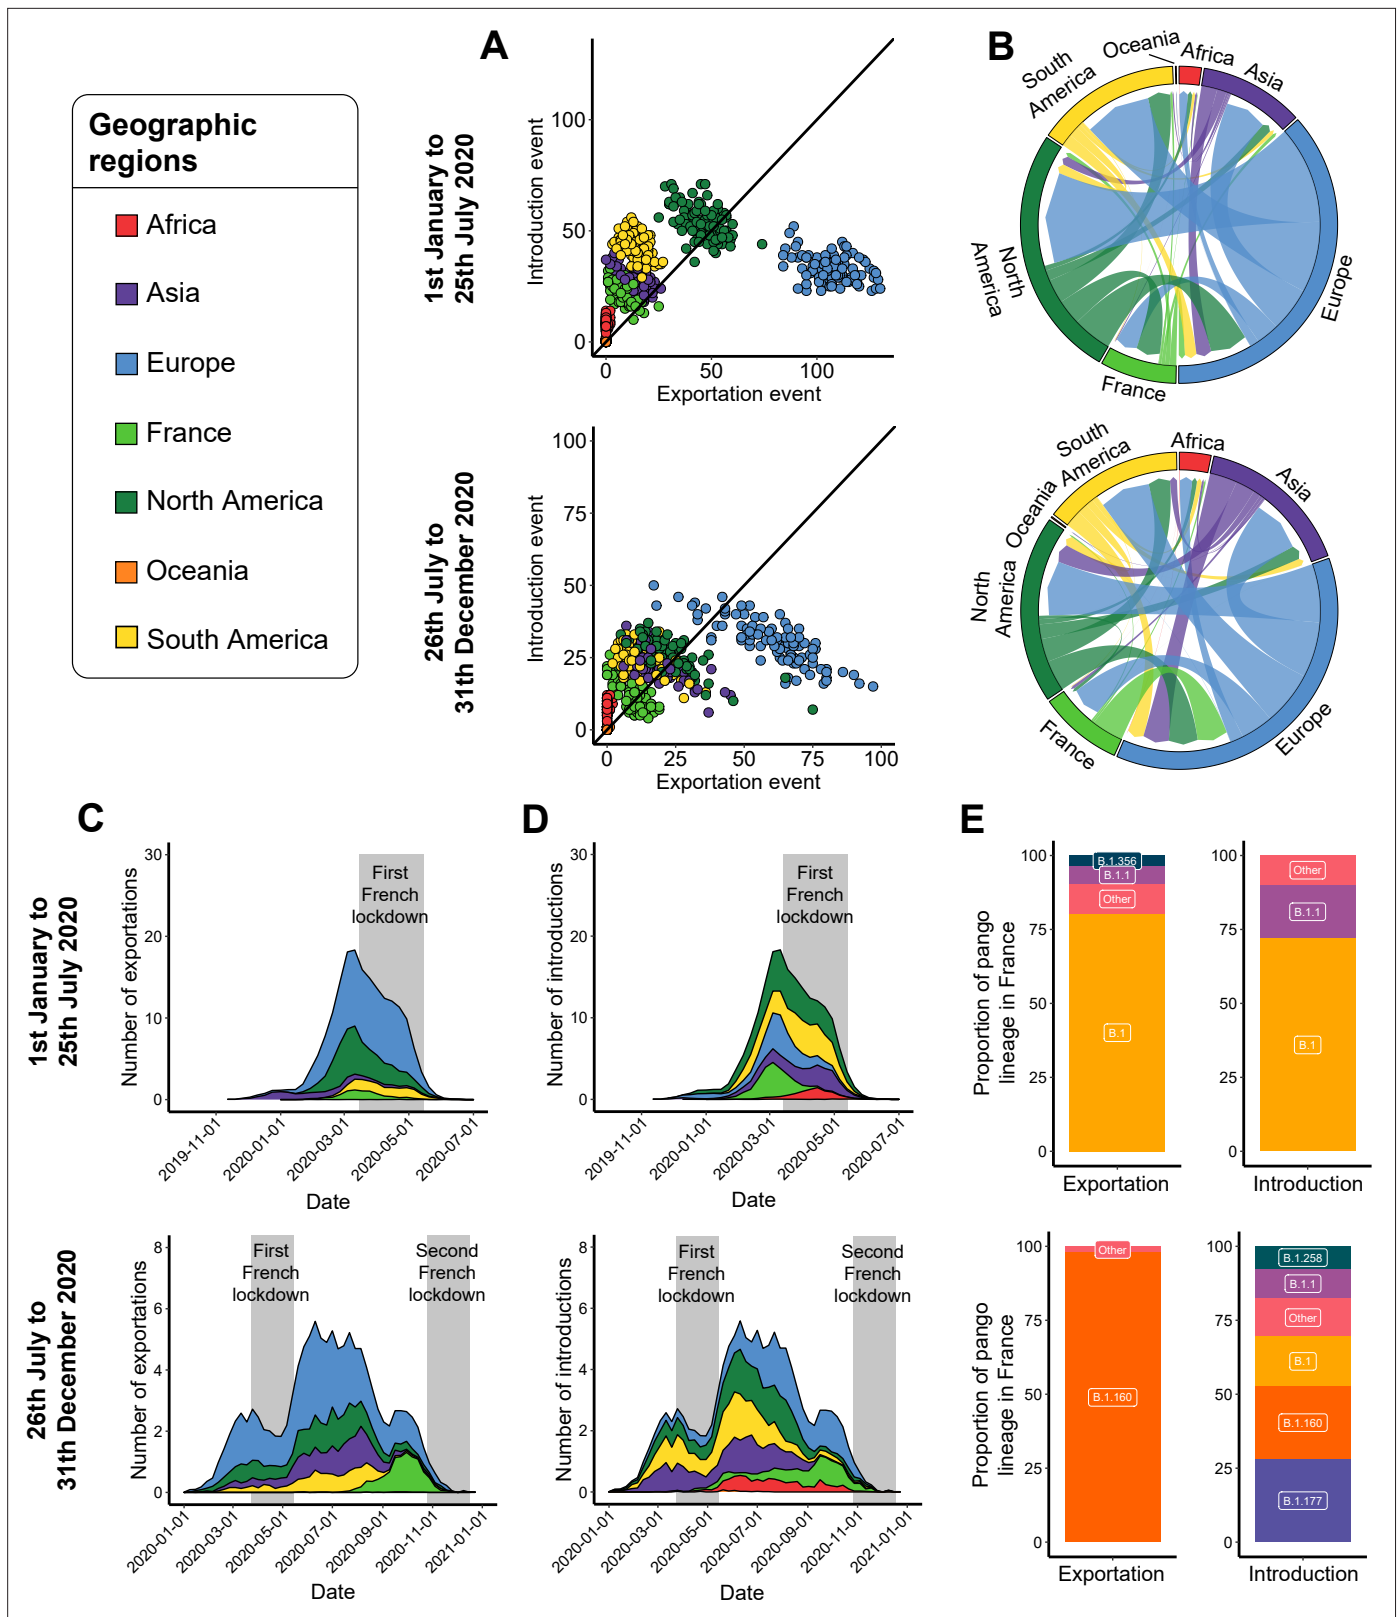 Geographic
regions
Africa
Asia
Europe
France
North America
Oceania
South America
A
1st January to
25th July 2020
Introduction event
100
50
0
0
50
100
Exportation event
26th July to
31th December 2020
Introduction event
100
75
50
25
0
0
25
50
75
100
Exportation event
B
South
America
Oceania
Africa
Asia
Europe
France
North
America
South
America
Africa
Asia
Europe
France
North
America
Oceania
C
1st January to
25th July 2020
Number of exportations
30
20
10
0
First
French
lockdown
2019-11-01
2020-01-01
2020-03-01
2020-05-01
2020-07-01
Date
26th July to
31th December 2020
Number of exportations
8
6
4
2
0
First
French
lockdown
Second
French
lockdown
2020-01-01
2020-03-01
2020-05-01
2020-07-01
2020-09-01
2020-11-01
2021-01-01
Date
D
Number of introductions
30
20
10
0
First
French
lockdown
2019-11-01
2020-01-01
2020-03-01
2020-05-01
2020-07-01
Date
Number of introductions
8
6
4
2
0
First
French
lockdown
Second
French
lockdown
2020-01-01
2020-03-01
2020-05-01
2020-07-01
2020-09-01
2020-11-01
2021-01-01
Date
E
Proportion of pango
lineage in France
100
75
50
25
0
B.1.356
B.1.1
Other
B.1
Exportation
100
75
50
25
0
Other
B.1.1
B.1
Introduction
Proportion of pango
lineage in France
100
75
50
25
0
Other
B.1.160
Exportation
100
75
50
25
0
B.1.258
B.1.1
Other
B.1
B.1.160
B.1.177
Introduction